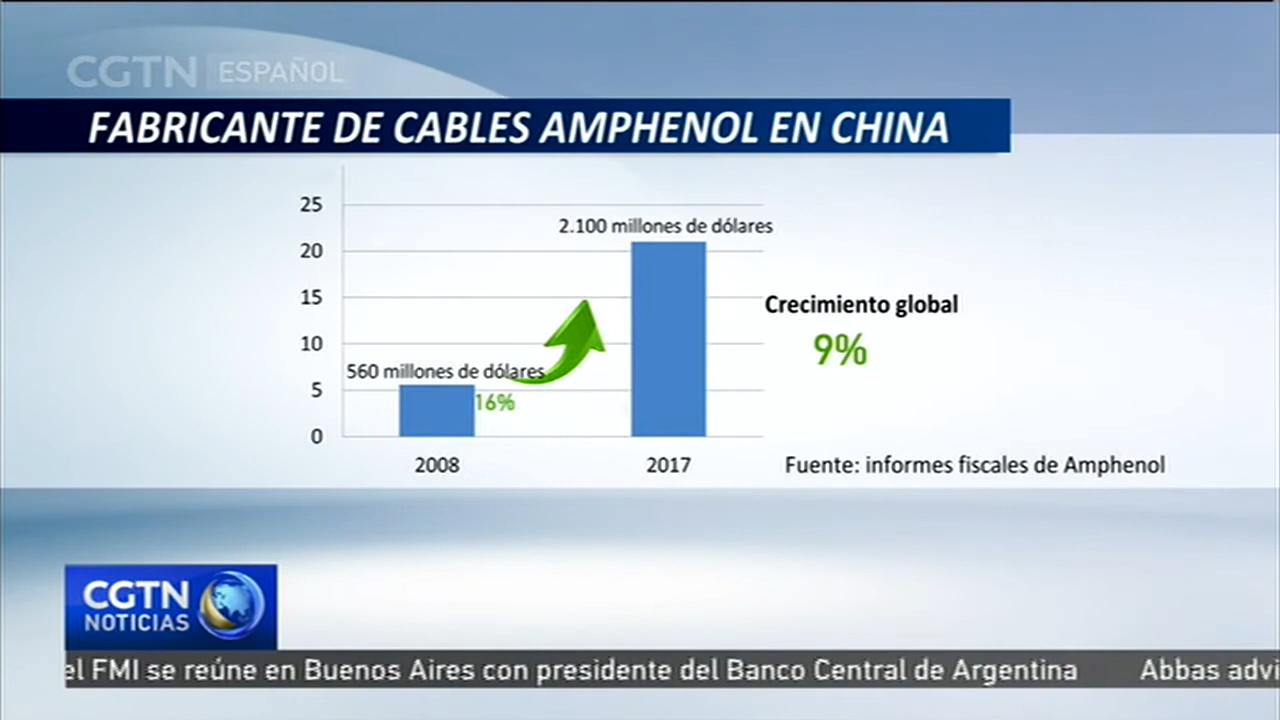 CGTN ESPAÑOL
FABRICANTE DE CABLES AMPHENOL EN CHINA
25
2.100 millones de dólares
20
15
Crecimiento global
9%
10
560 millones de dólares
5
16%
0
2008
2017
Fuente: informes fiscales de Amphenol
CGTN
NOTICIAS
el FMI se reúne en Buenos Aires con presidente del Banco Central de Argentina Abbas advi